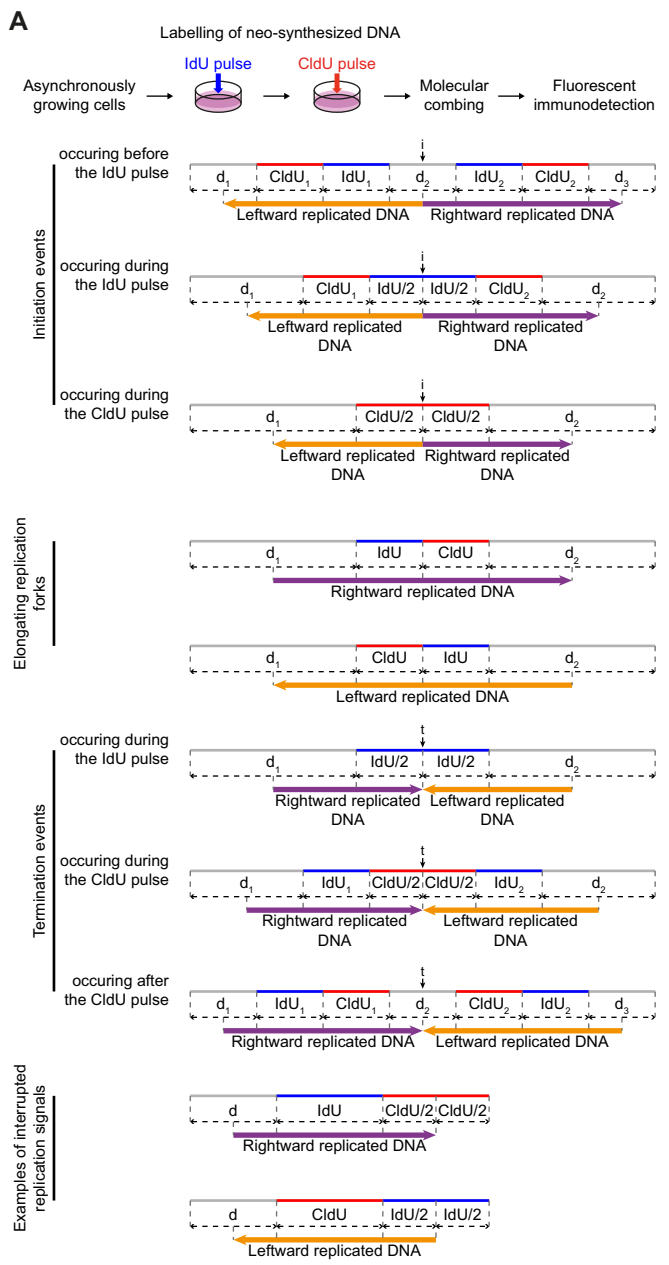 A
Labelling of neo-synthesized DNA
IdU pulse
CldU pulse
Asynchronously
growing cells
Molecular
combing
Fluorescent
immunodetection
Initiation events
occuring before
the IdU pulse
i
d1 CldU1 IdU1 d2 IdU2 CldU2 d3
Leftward replicated DNA Rightward replicated DNA
occuring during
the IdU pulse
i
d1 CldU1 IdU/2 IdU/2 CldU2 d2
Leftward replicated
DNA
Rightward replicated
DNA
occuring during
the CldU pulse
i
d1 CldU/2 CldU/2 d2
Leftward replicated
DNA
Rightward replicated
DNA
Elongating replication
forks
d1 IdU CldU d2
Rightward replicated DNA
d1 CldU IdU d2
Leftward replicated DNA
Termination events
occuring during
the IdU pulse
t
d1 IdU/2 IdU/2 d2
Rightward replicated
DNA
Leftward replicated
DNA
occuring during
the CldU pulse
t
d1 IdU1 CldU/2 CldU/2 IdU2 d2
Rightward replicated
DNA
Leftward replicated
DNA
occuring after
the CldU pulse
t
d1 IdU1 CldU1 d2 CldU2 IdU2 d3
Rightward replicated DNA Leftward replicated DNA
Examples of interrupted
replication signals
d IdU CldU/2 CldU/2
Rightward replicated DNA
d CldU IdU/2 IdU/2
Leftward replicated DNA